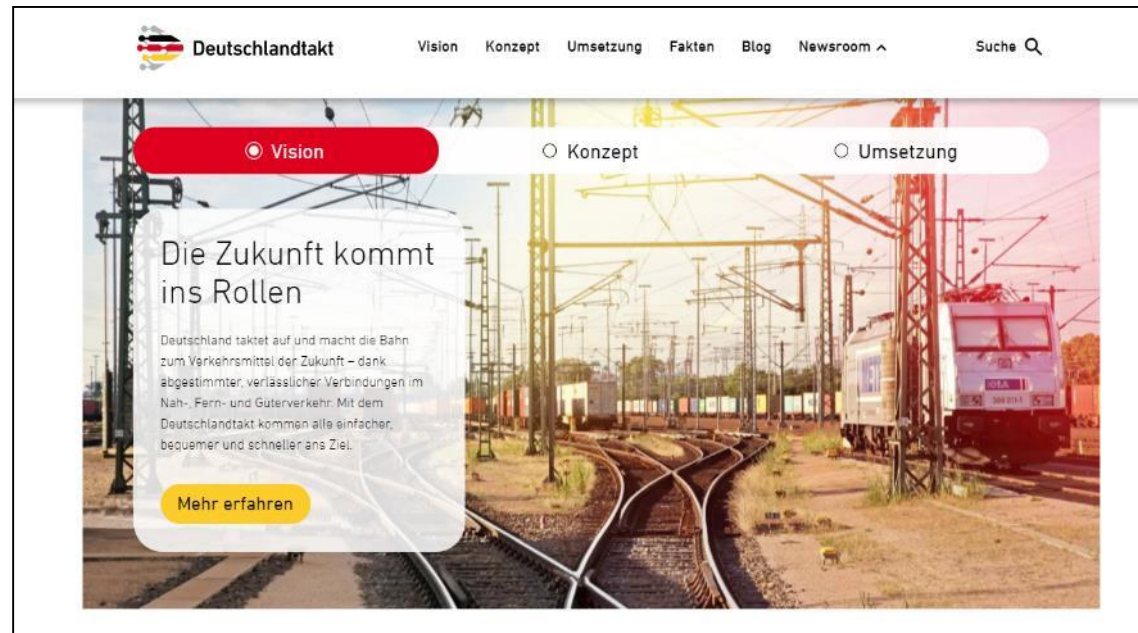 Deutschlandtakt
Vision Konzept Umsetzung Fakten Blog Newsroom Suche
Vision Konzept Umsetzung
Die Zukunft kommt
ins Rollen
Deutschland taktet auf und macht die Bahn
zum Verkehrsmittel der Zukunft – dank
abgestimmter, verlässlicher Verbindungen im
Nah-, Fern- und Güterverkehr. Mit dem
Deutschlandtakt kommen alle einfacher,
bequemer und schneller ans Ziel.
Mehr erfahren